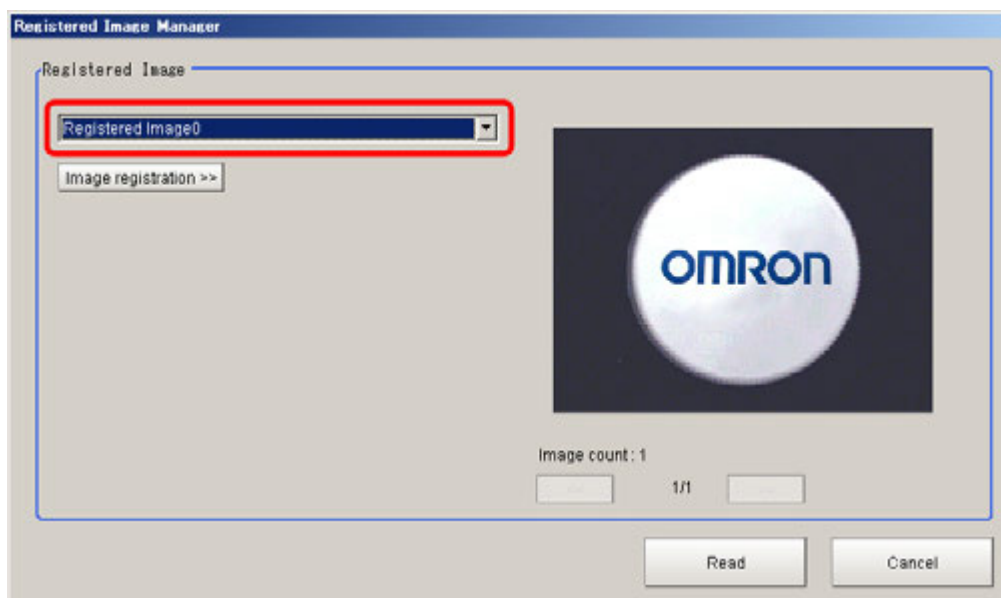 Registered Image Manager
Registered Image
Registered Image0
Image registration >>
OMRON
Image count : 1
1/1
Read
Cancel